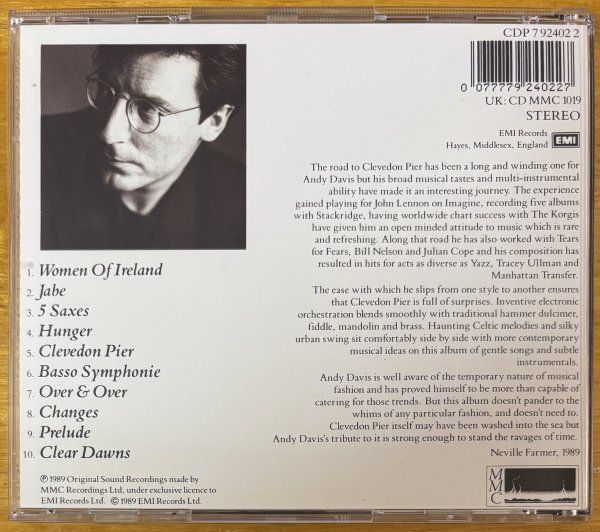 CDP 7 92402 2
0 077779 240227
UK: CD MMC 1019
STEREO
EMI Records
Hayes, Middlesex, England
EMI
The road to Clevedon Pier has been a long and winding one for
Andy Davis but his broad musical tastes and multi-instrumental
ability have made it an interesting journey. The experience
gained playing for John Lennon on Imagine, recording five albums
with Stackridge, having worldwide chart success with The Korgis
have given him an open minded attitude to music which is rare
and refreshing. Along that road he has also worked with Tears
for Fears, Bill Nelson and Julian Cope and his composition has
resulted in hits for acts as diverse as Yazz, Tracey Ullman and
Manhattan Transfer.
The ease with which he slips from one style to another ensures
that Clevedon Pier is full of surprises. Inventive electronic
orchestration blends smoothly with traditional hammer dulcimer,
fiddle, mandolin and brass. Haunting Celtic melodies and silky
urban swing sit comfortably side by side with more contemporary
musical ideas on this album of gentle songs and subtle
instrumentals.
Andy Davis is well aware of the temporary nature of musical
fashion and has proved himself to be more than capable of
catering for those trends. But this album doesn't pander to the
whims of any particular fashion, and doesn't need to.
Clevedon Pier itself may have been washed into the sea but
Andy Davis's tribute to it is strong enough to stand the ravages of time.
Neville Farmer, 1989
1. Women Of Ireland
2. Jabe
3. 5 Saxes
4. Hunger
5. Clevedon Pier
6. Basso Symphonie
7. Over & Over
8. Changes
9. Prelude
10. Clear Dawns
℗ 1989 Original Sound Recordings made by
MMC Recordings Ltd, under exclusive licence to
EMI Records Ltd. © 1989 EMI Records Ltd.
MMC